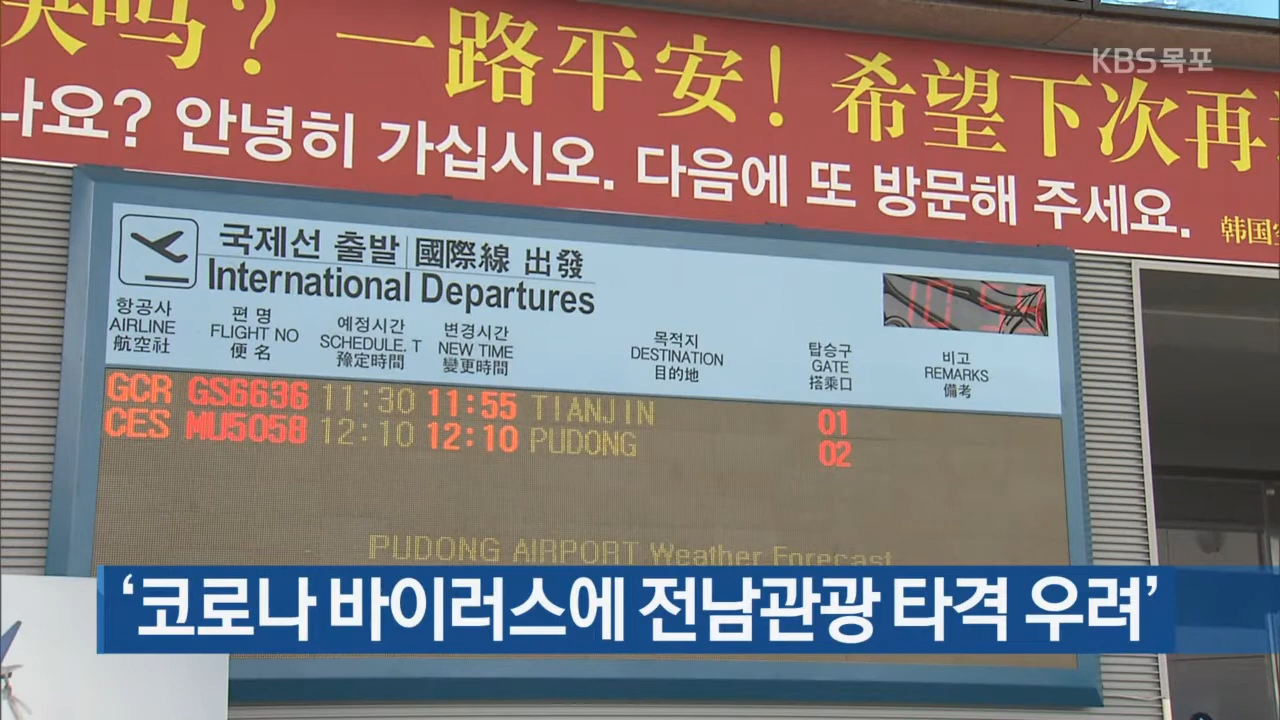 吗? 一路平安! 希望下次再
KBS목포
나요? 안녕히 가십시오. 다음에 또 방문해 주세요.
韩国
국제선 출발 國際線 出發
International Departures
항공사 편명 예정시간 변경시간 목적지 탑승구 비고
AIRLINE FLIGHT NO SCHEDULE. T NEW TIME DESTINATION GATE REMARKS
航空社 便名 豫定時間 變更時間 目的地 搭乘口 備考
GCR GS6636 11:30 11:55 TIANJIN 01
CES MU5058 12:10 12:10 PUDONG 02
PUDONG AIRPORT Weather Forecast
‘코로나 바이러스에 전남관광 타격 우려’